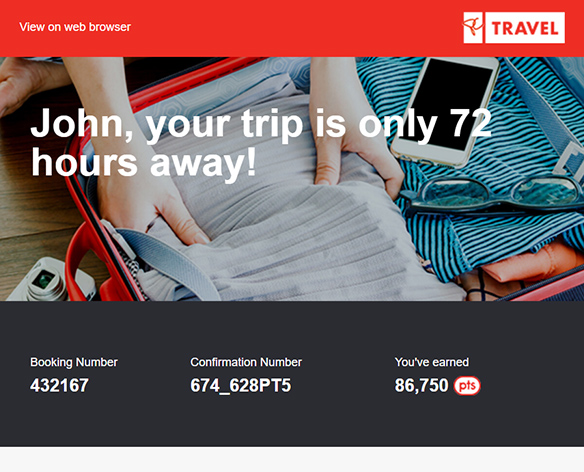 View on web browser
TRAVEL
John, your trip is only 72
hours away!
Booking Number
Confirmation Number
You've earned
432167
674_628PT5
86,750 pts